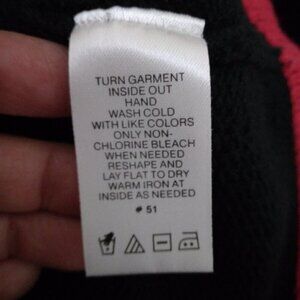 TURN GARMENT
INSIDE OUT
HAND
WASH COLD
WITH LIKE COLORS
ONLY NON-
CHLORINE BLEACH
WHEN NEEDED
RESHAPE AND
LAY FLAT TO DRY
WARM IRON AT
INSIDE AS NEEDED
# 51